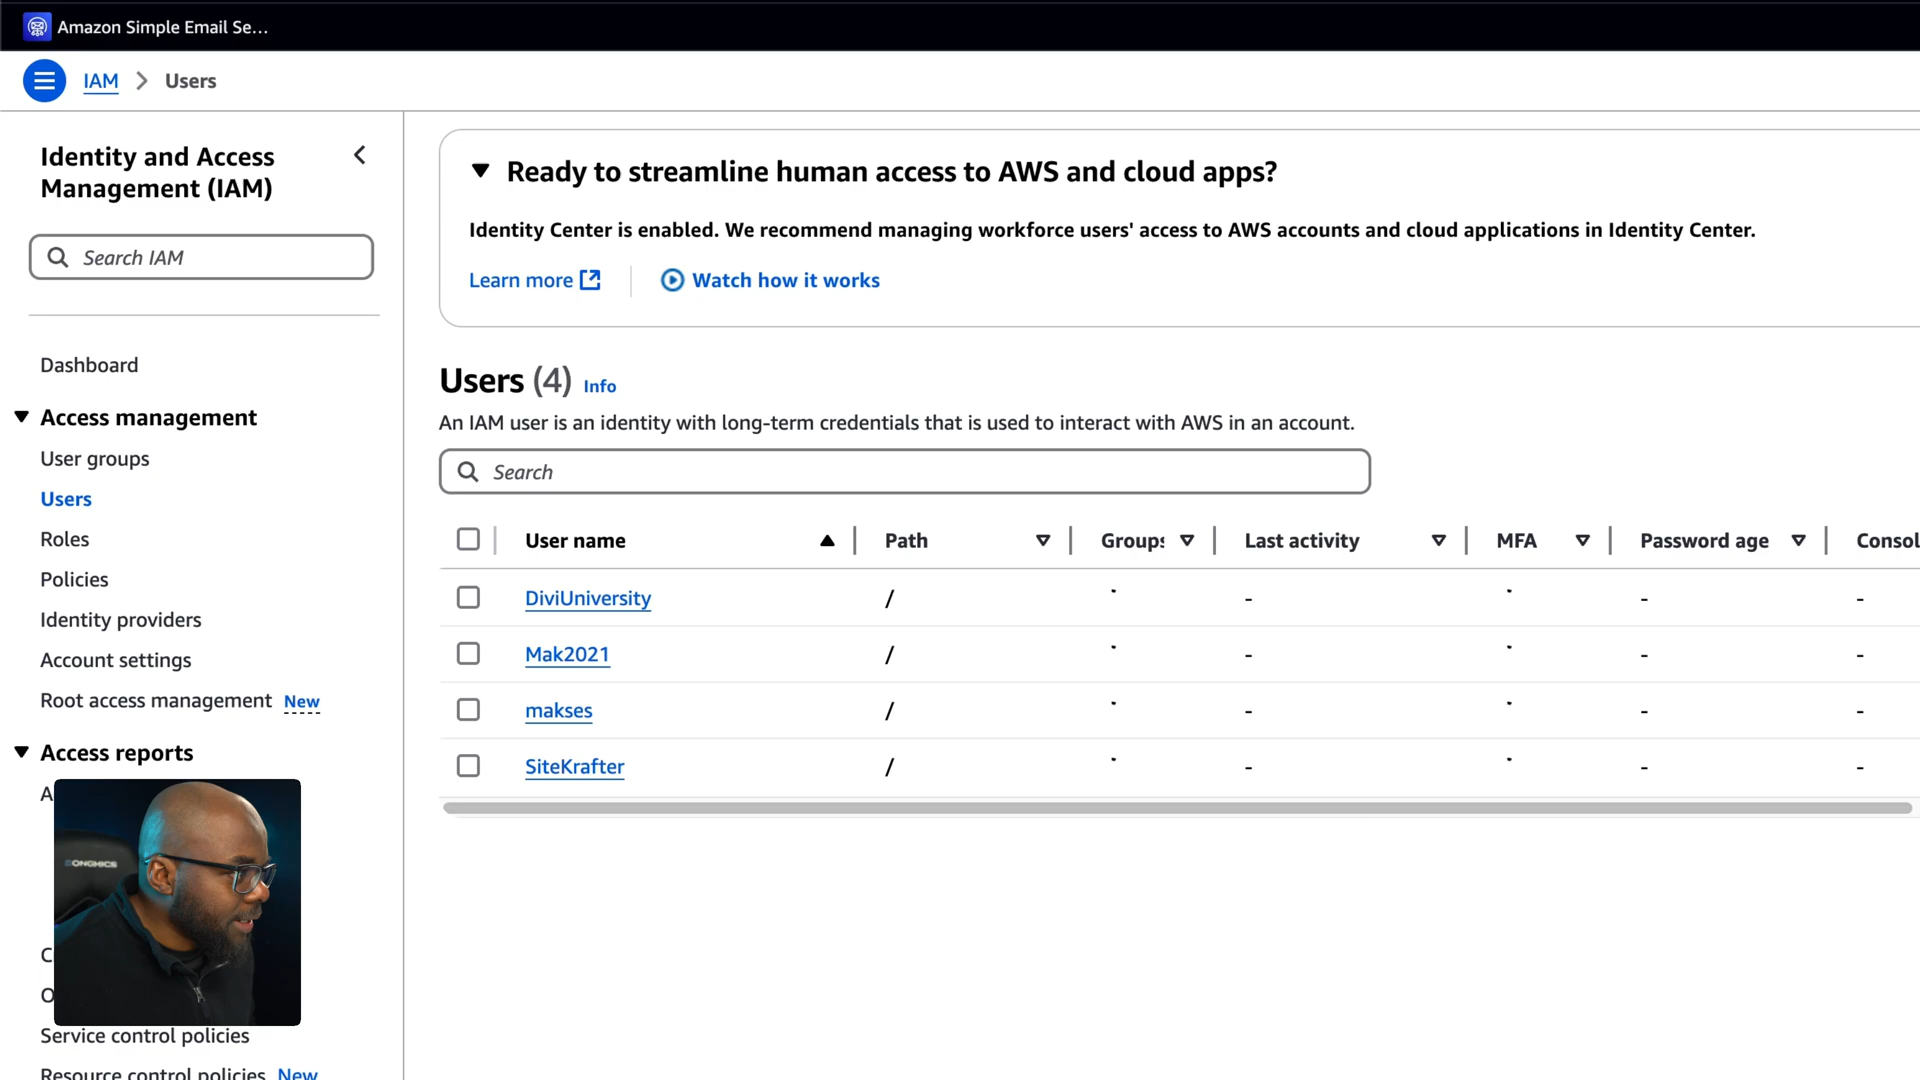 Amazon Simple Email Se...
IAM > Users
Identity and Access
Management (IAM)
Search IAM
Dashboard
Access management
User groups
Users
Roles
Policies
Identity providers
Account settings
Root access management New
Access reports
A
C
O
Service control policies
Resource control policies New
Ready to streamline human access to AWS and cloud apps?
Identity Center is enabled. We recommend managing workforce users' access to AWS accounts and cloud applications in Identity Center.
Learn more Watch how it works
Users (4) Info
An IAM user is an identity with long-term credentials that is used to interact with AWS in an account.
Search
User name Path Groups Last activity MFA Password age Consol
DiviUniversity / - - -
Mak2021 / - - -
makses / - - -
SiteKrafter / - - -